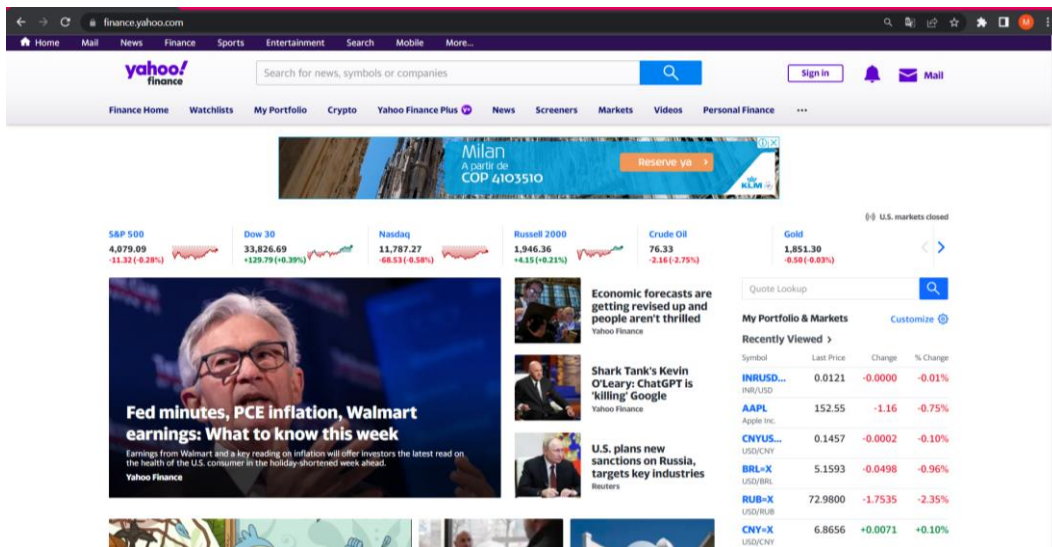 finance.yahoo.com
Home Mail News Finance Sports Entertainment Search Mobile More...
yahoo!
finance
Search for news, symbols or companies
Sign in
Mail
Finance Home Watchlists My Portfolio Crypto Yahoo Finance Plus News Screeners Markets Videos Personal Finance ...
Milan
A partir de
COP 4103510
Reserve ya >
KLM
U.S. markets closed
S&P 500
4,079.09
-11.32 (-0.28%)
Dow 30
33,826.69
+129.79 (+0.39%)
Nasdaq
11,787.27
-68.53 (-0.58%)
Russell 2000
1,946.36
+4.15 (+0.21%)
Crude Oil
76.33
-2.16 (-2.75%)
Gold
1,851.30
-0.50 (-0.03%)
Fed minutes, PCE inflation, Walmart
earnings: What to know this week
Earnings from Walmart and a key reading on inflation will offer investors the latest read on
the health of the U.S. consumer in the holiday-shortened week ahead.
Yahoo Finance
Economic forecasts are
getting revised up and
people aren't thrilled
Yahoo Finance
Shark Tank's Kevin
O'Leary: ChatGPT is
'killing' Google
Yahoo Finance
U.S. plans new
sanctions on Russia,
targets key industries
Reuters
Quote Lookup
My Portfolio & Markets
Customize
Recently Viewed >
Symbol Last Price Change % Change
INRUSD... 0.0121 -0.0000 -0.01%
INR/USD
AAPL 152.55 -1.16 -0.75%
Apple Inc.
CNYUS... 0.1457 -0.0002 -0.10%
USD/CNY
BRL=X 5.1593 -0.0498 -0.96%
USD/BRL
RUB=X 72.9800 -1.7535 -2.35%
USD/RUB
CNY=X 6.8656 +0.0071 +0.10%
USD/CNY